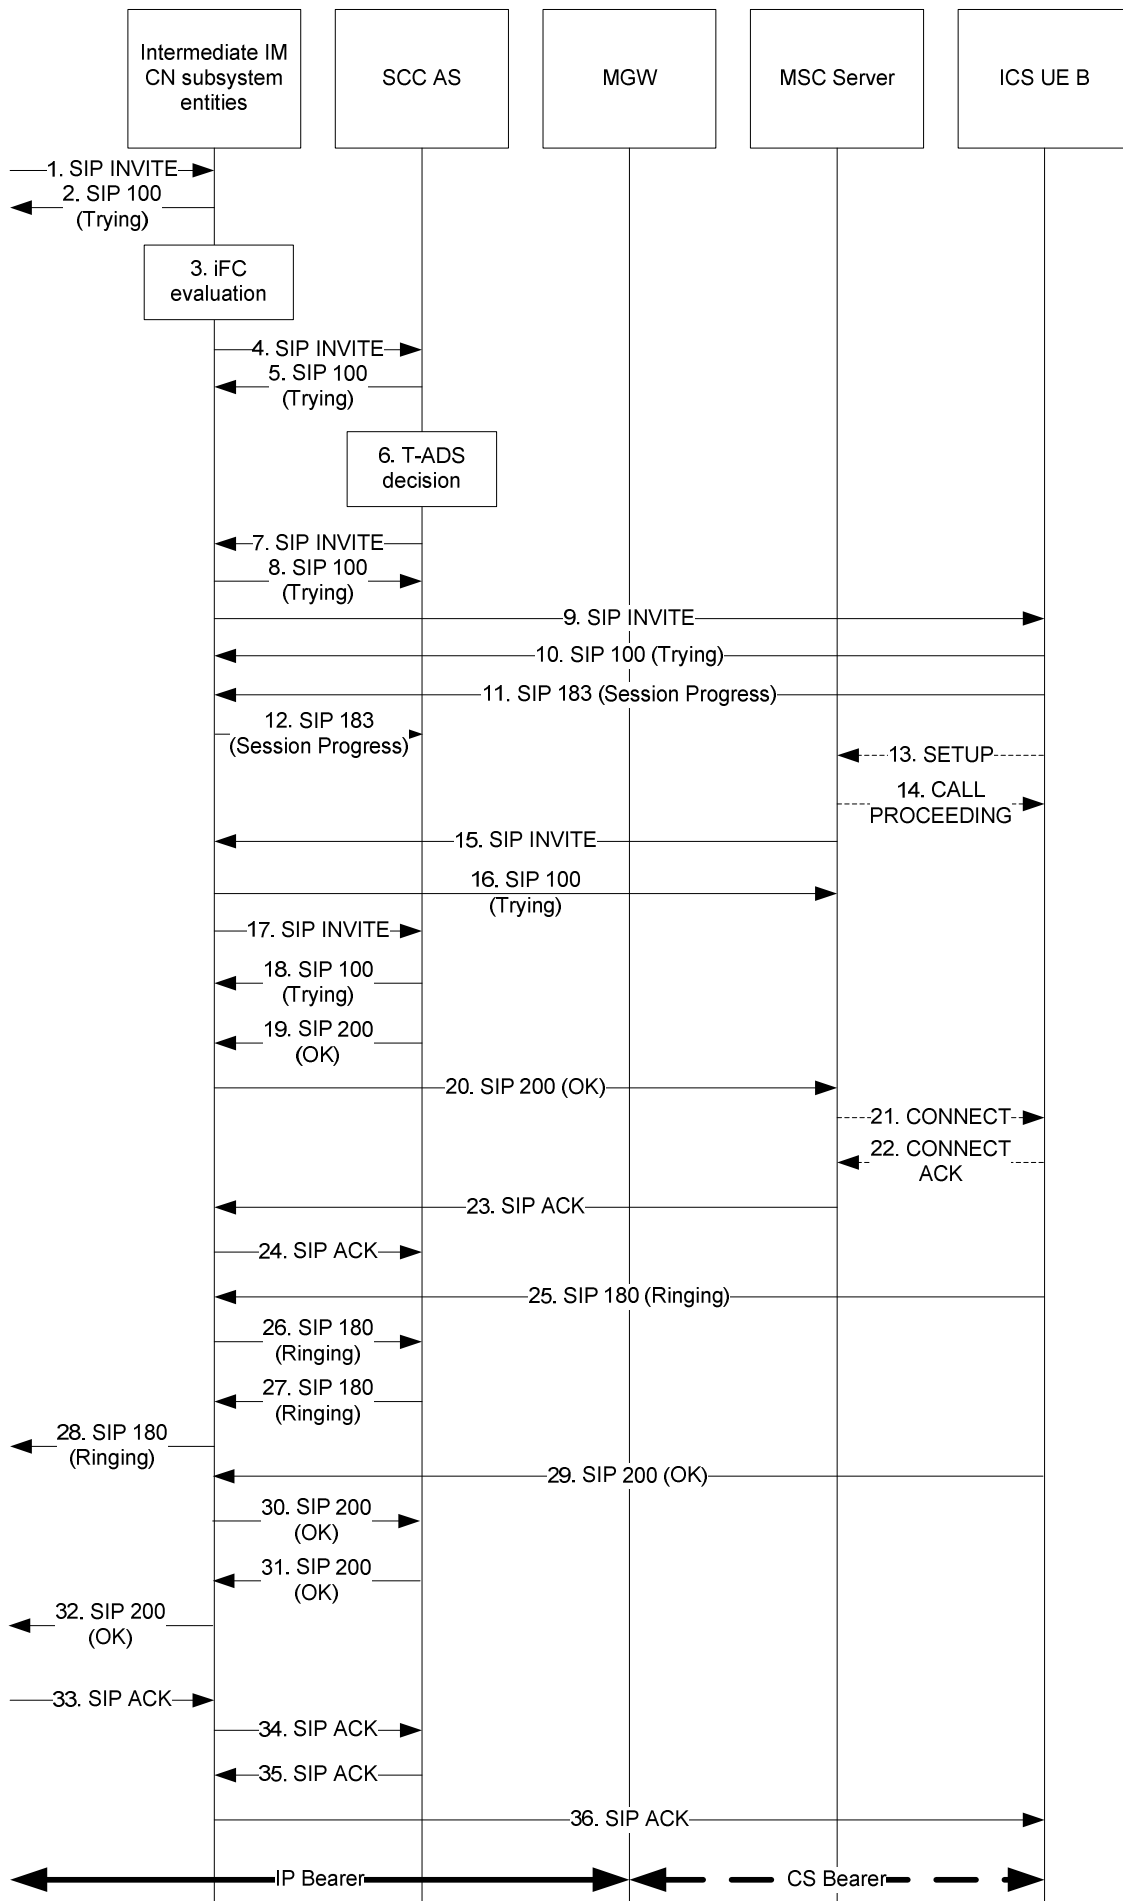 Intermediate IM
CN subsystem
entities
SCC AS
MGW
MSC Server
ICS UE B
1. SIP INVITE
2. SIP 100
(Trying)
3. iFC
evaluation
4. SIP INVITE
5. SIP 100
(Trying)
6. T-ADS
decision
7. SIP INVITE
8. SIP 100
(Trying)
9. SIP INVITE
10. SIP 100 (Trying)
11. SIP 183 (Session Progress)
12. SIP 183
(Session Progress)
13. SETUP
14. CALL
PROCEEDING
15. SIP INVITE
16. SIP 100
(Trying)
17. SIP INVITE
18. SIP 100
(Trying)
19. SIP 200
(OK)
20. SIP 200 (OK)
21. CONNECT
22. CONNECT
ACK
23. SIP ACK
24. SIP ACK
25. SIP 180 (Ringing)
26. SIP 180
(Ringing)
27. SIP 180
(Ringing)
28. SIP 180
(Ringing)
29. SIP 200 (OK)
30. SIP 200
(OK)
31. SIP 200
(OK)
32. SIP 200
(OK)
33. SIP ACK
34. SIP ACK
35. SIP ACK
36. SIP ACK
IP Bearer
CS Bearer